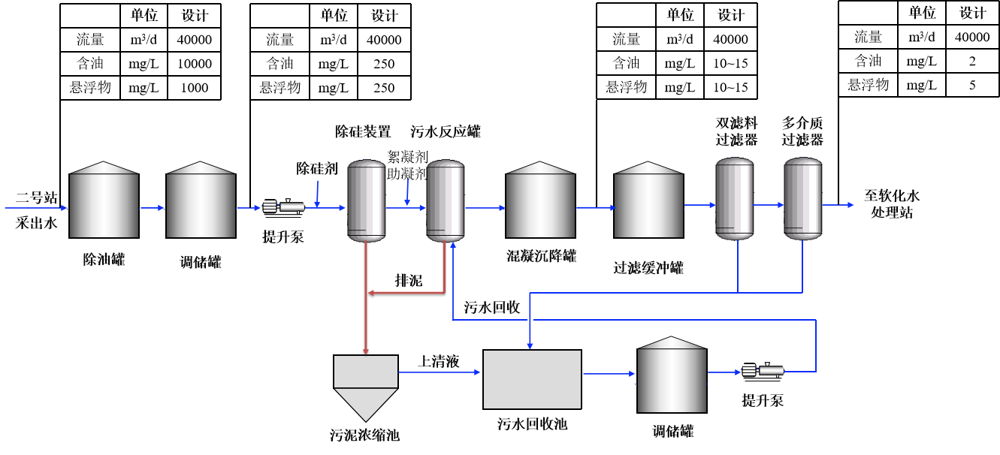 单位 设计
流量 m³/d 40000
含油 mg/L 10000
悬浮物 mg/L 1000
单位 设计
流量 m³/d 40000
含油 mg/L 250
悬浮物 mg/L 250
单位 设计
流量 m³/d 40000
含油 mg/L 10~15
悬浮物 mg/L 10~15
单位 设计
流量 m³/d 40000
含油 mg/L 2
悬浮物 mg/L 5
二号站
采出水
除油罐
调储罐
提升泵
除硅剂
除硅装置
絮凝剂
助凝剂
污水反应罐
混凝沉降罐
过滤缓冲罐
双滤料
过滤器
多介质
过滤器
至软化水
处理站
排泥
污水回收
上清液
污泥浓缩池
污水回收池
调储罐
提升泵